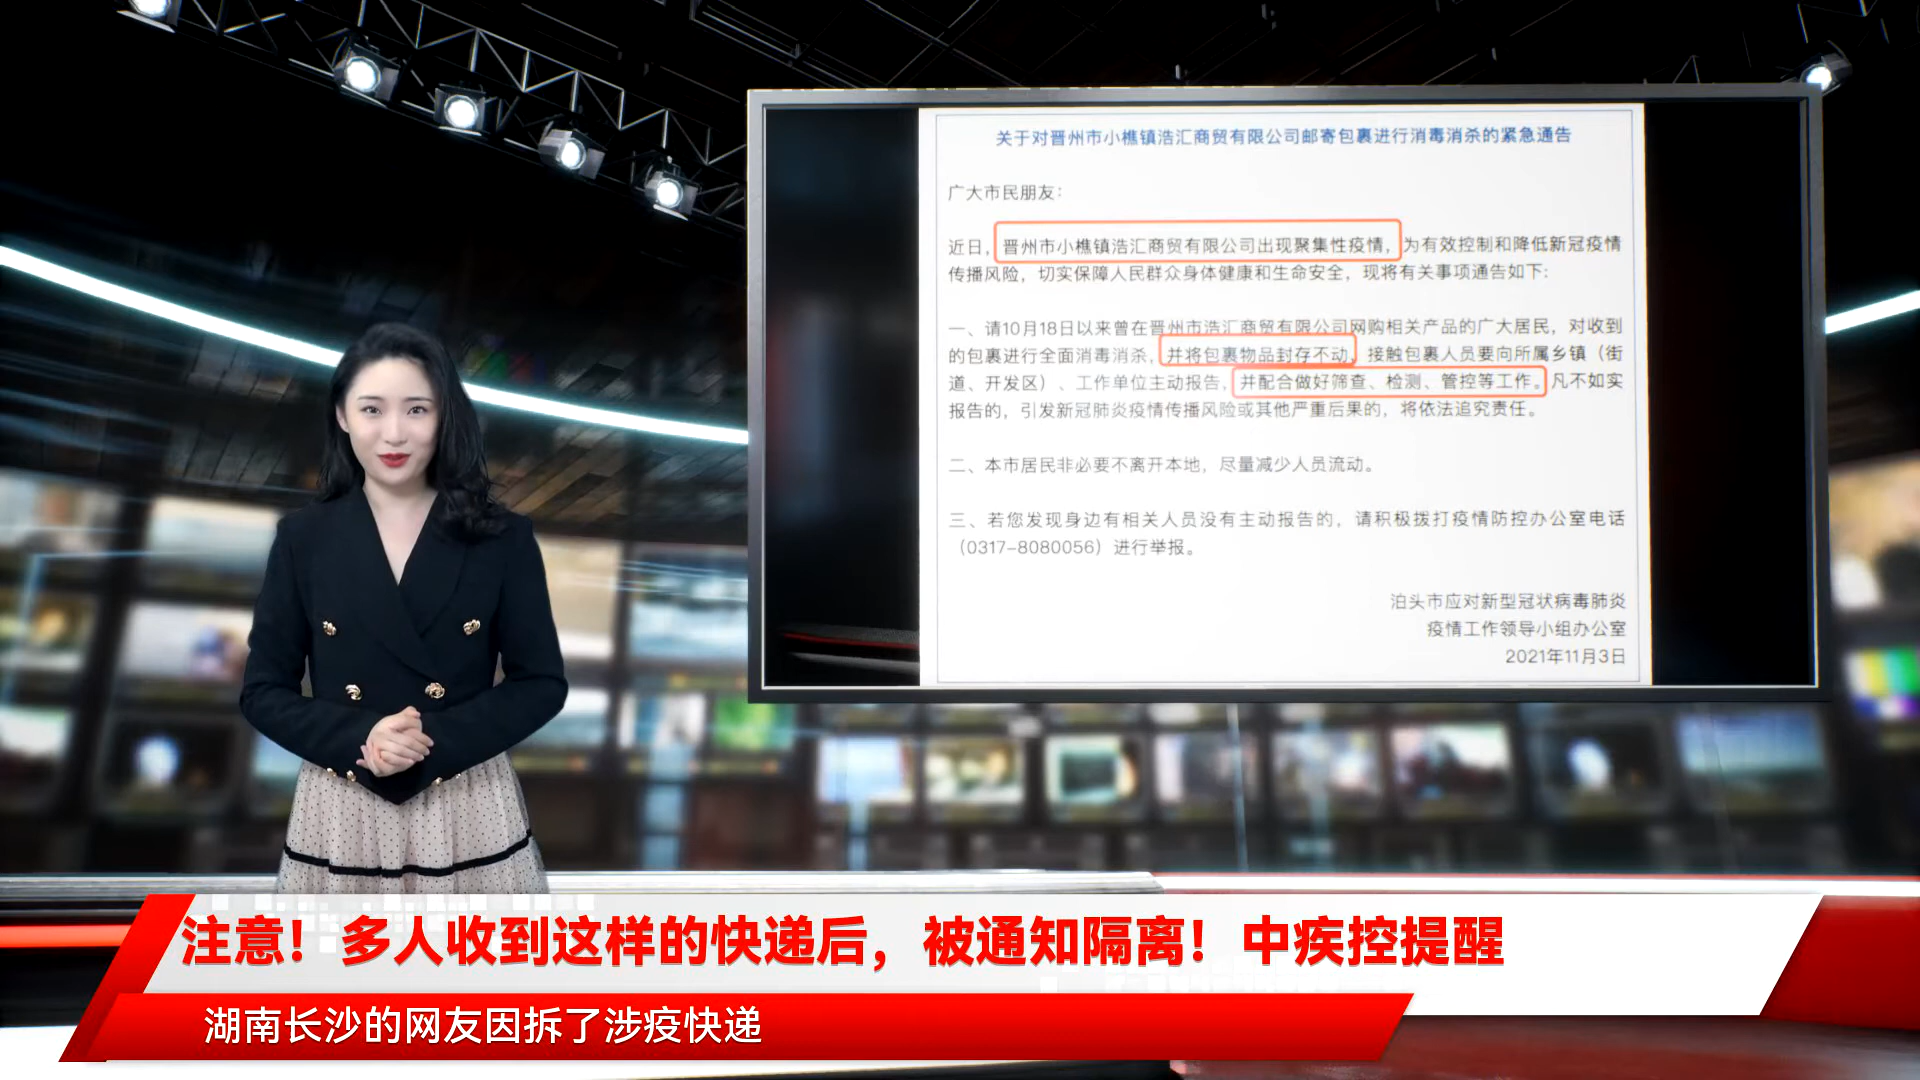 关于对晋州市小樵镇浩汇商贸有限公司邮寄包裹进行消毒消杀的紧急通告
广大市民朋友：
近日，晋州市小樵镇浩汇商贸有限公司出现聚集性疫情，为有效控制和降低新冠疫情
传播风险，切实保障人民群众身体健康和生命安全，现将有关事项通告如下：
一、请10月18日以来曾在晋州市浩汇商贸有限公司网购相关产品的广大居民，对收到
的包裹进行全面消毒消杀，并将包裹物品封存不动，接触包裹人员要向所属乡镇（街
道、开发区）、工作单位主动报告，并配合做好筛查、检测、管控等工作。凡不如实
报告的，引发新冠肺炎疫情传播风险或其他严重后果的，将依法追究责任。
二、本市居民非必要不离开本地，尽量减少人员流动。
三、若您发现身边有相关人员没有主动报告的，请积极拨打疫情防控办公室电话
（0317-8080056）进行举报。
泊头市应对新型冠状病毒肺炎
疫情工作领导小组办公室
2021年11月3日
注意！多人收到这样的快递后，被通知隔离！中疾控提醒
湖南长沙的网友因拆了涉疫快递